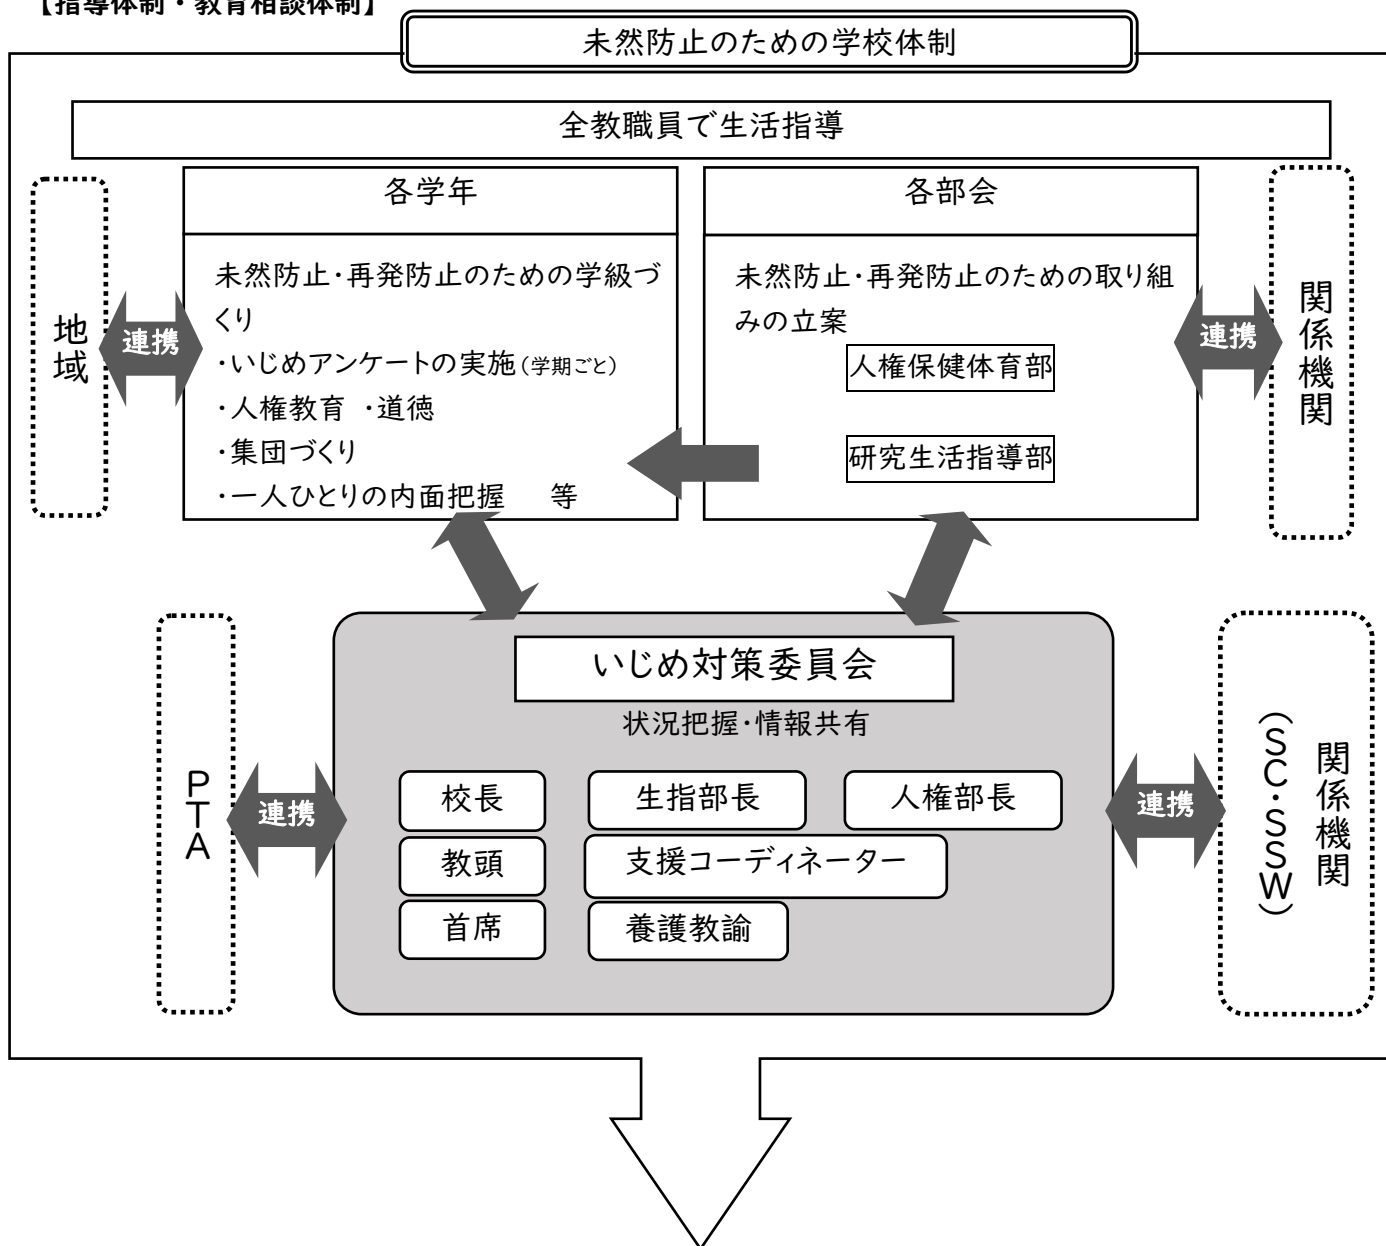 【指導体制・教育相談体制】
未然防止のための学校体制
全教職員で生活指導
各学年
未然防止・再発防止のための学級づ
くり
・いじめアンケートの実施(学期ごと)
・人権教育 ・道徳
・集団づくり
・一人ひとりの内面把握 等
各部会
未然防止・再発防止のための取り組
みの立案
人権保健体育部
研究生活指導部
地域
連携
連携
関係機関
いじめ対策委員会
状況把握・情報共有
校長
生指部長
人権部長
教頭
支援コーディネーター
首席
養護教諭
PTA
連携
連携
関係機関
(SC・SSW)